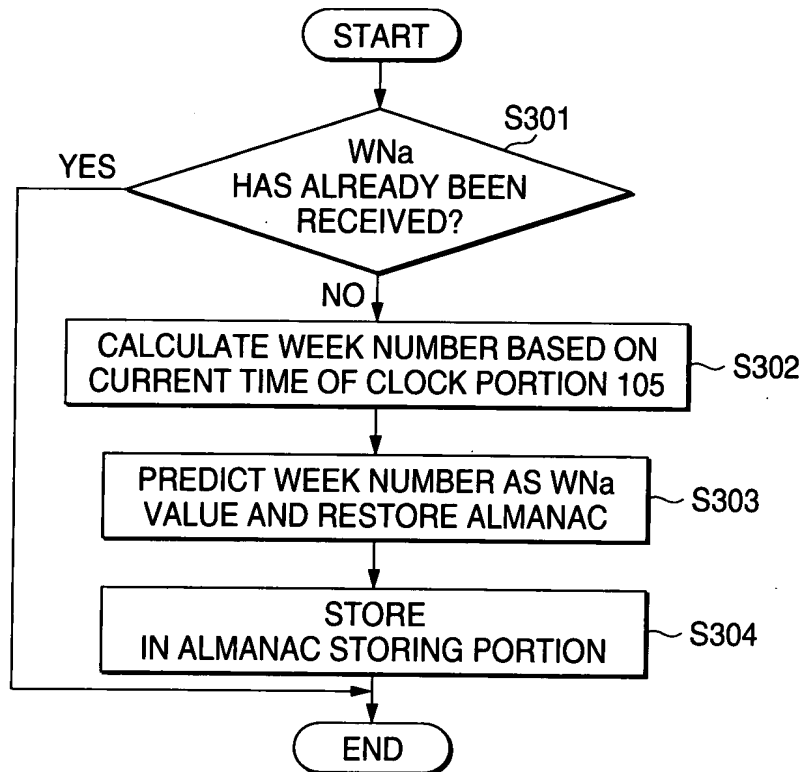 START
S301
WNa
HAS ALREADY BEEN
RECEIVED?
YES
NO
CALCULATE WEEK NUMBER BASED ON
CURRENT TIME OF CLOCK PORTION 105
S302
PREDICT WEEK NUMBER AS WNa
VALUE AND RESTORE ALMANAC
S303
STORE
IN ALMANAC STORING PORTION
S304
END